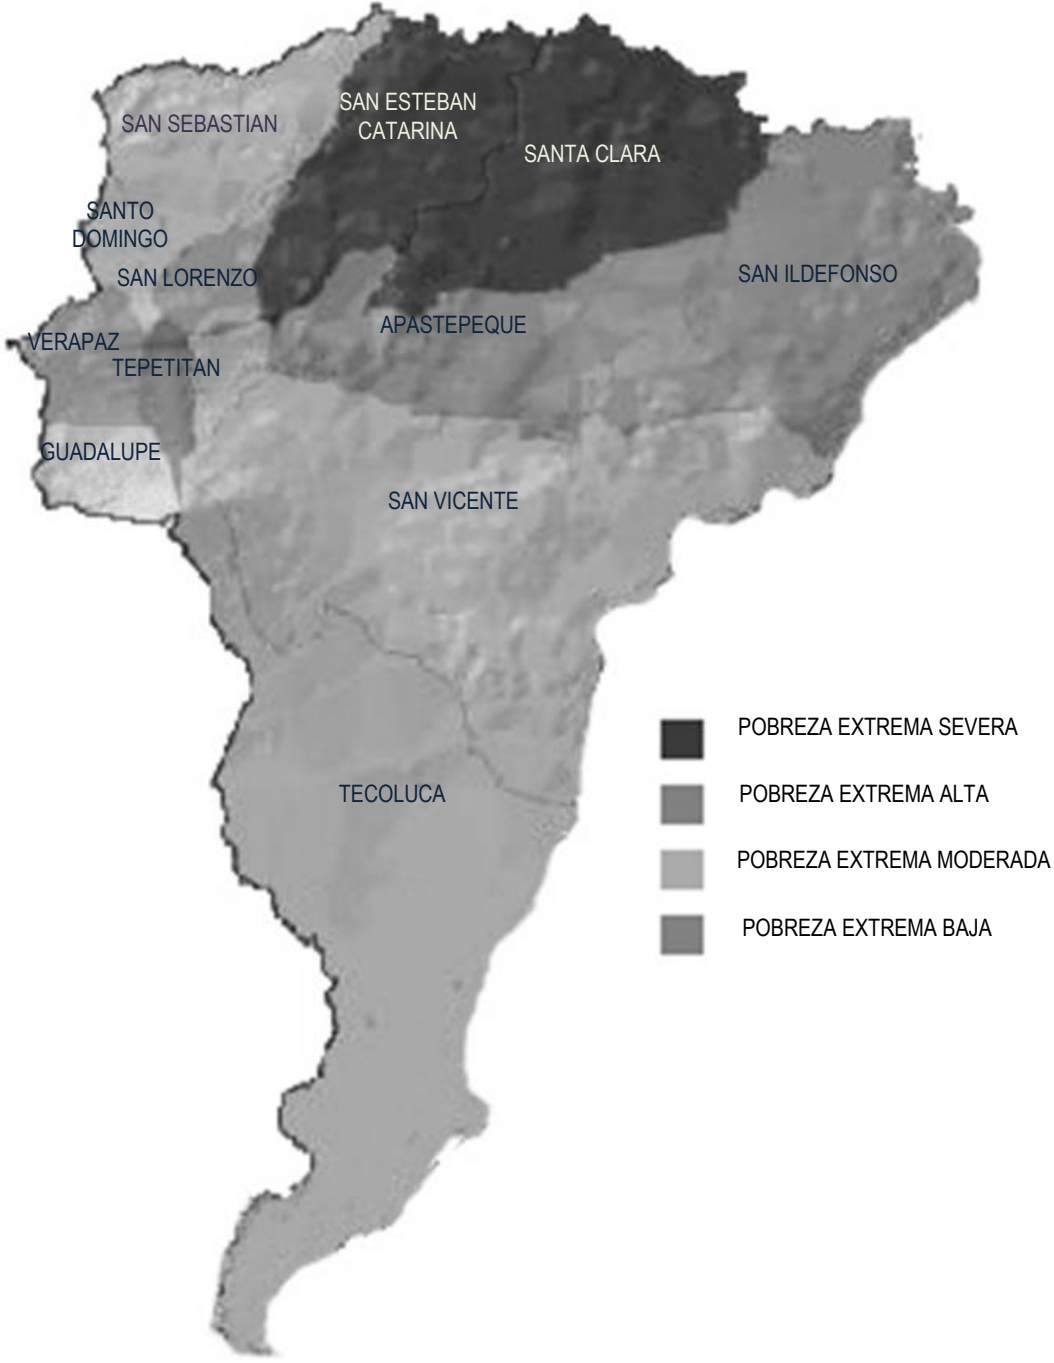 SAN ESTEBAN
CATARINA
SAN SEBASTIAN
SANTA CLARA
SANTO
DOMINGO
SAN LORENZO
SAN ILDEFONSO
APASTEPEQUE
VERAPAZ
TEPETITAN
GUADALUPE
SAN VICENTE
TECOLUCA
POBREZA EXTREMA SEVERA
POBREZA EXTREMA ALTA
POBREZA EXTREMA MODERADA
POBREZA EXTREMA BAJA